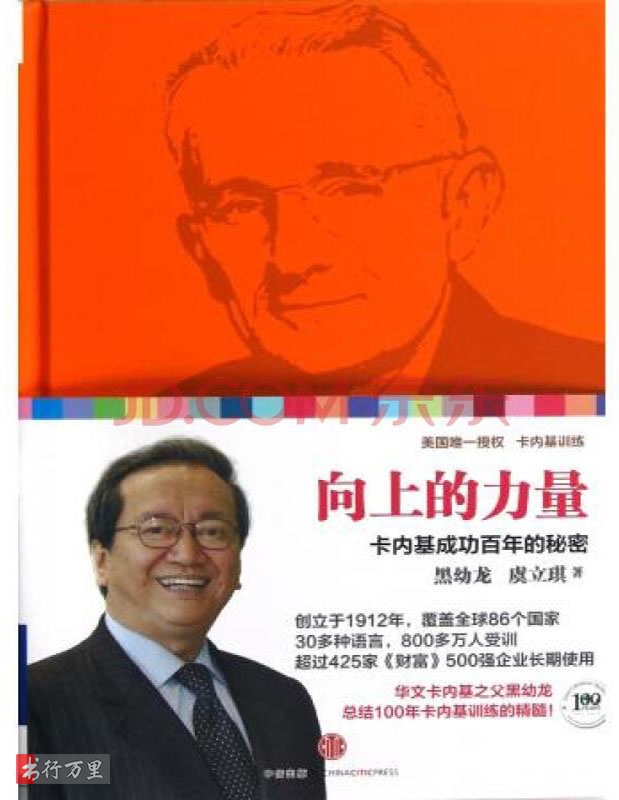 JD.COM 京东
美国唯一授权 卡内基训练
向上的力量
卡内基成功百年的秘密
黑幼龙 虞立琪 著
创立于1912年,覆盖全球86个国家
30多种语言,800多万人受训
超过425家《财富》500强企业长期使用
华文卡内基之父黑幼龙
总结100年卡内基训练的精髓!
100
中信出版
CHINACITICPRESS
书行万里